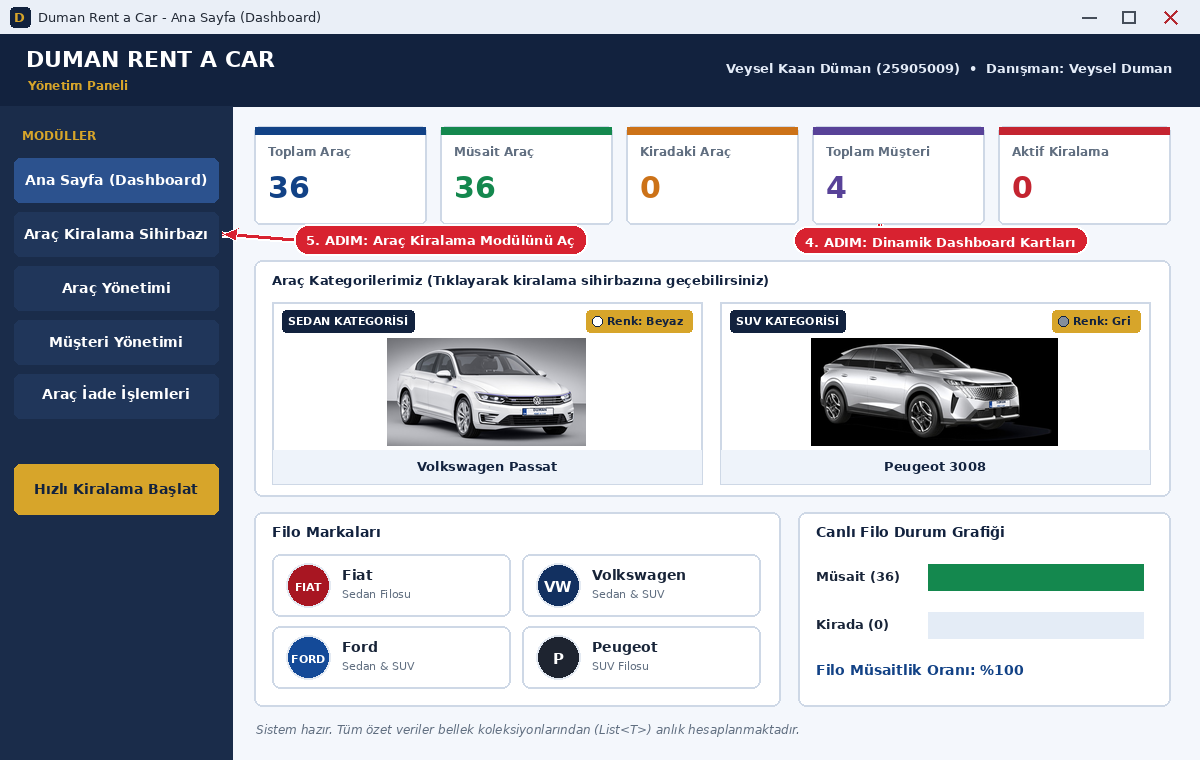 D Duman Rent a Car - Ana Sayfa (Dashboard)
DUMAN RENT A CAR
Yönetim Paneli
Veysel Kaan Düman (25905009) • Danışman: Veysel Duman
MODÜLLER
Ana Sayfa (Dashboard)
Araç Kiralama Sihirbazı
Araç Yönetimi
Müşteri Yönetimi
Araç İade İşlemleri
Hızlı Kiralama Başlat
Toplam Araç
36
Müsait Araç
36
Kiradaki Araç
0
Toplam Müşteri
4
Aktif Kiralama
0
5. ADIM: Araç Kiralama Modülünü Aç
4. ADIM: Dinamik Dashboard Kartları
Araç Kategorilerimiz (Tıklayarak kiralama sihirbazına geçebilirsiniz)
SEDAN KATEGORİSİ
Renk: Beyaz
DUMAN
Volkswagen Passat
SUV KATEGORİSİ
Renk: Gri
Peugeot 3008
Filo Markaları
FIAT
Fiat
Sedan Filosu
VW
Volkswagen
Sedan & SUV
FORD
Ford
Sedan & SUV
P
Peugeot
SUV Filosu
Canlı Filo Durum Grafiği
Müsait (36)
Kirada (0)
Filo Müsaitlik Oranı: %100
Sistem hazır. Tüm özet veriler bellek koleksiyonlarından (List<T>) anlık hesaplanmaktadır.